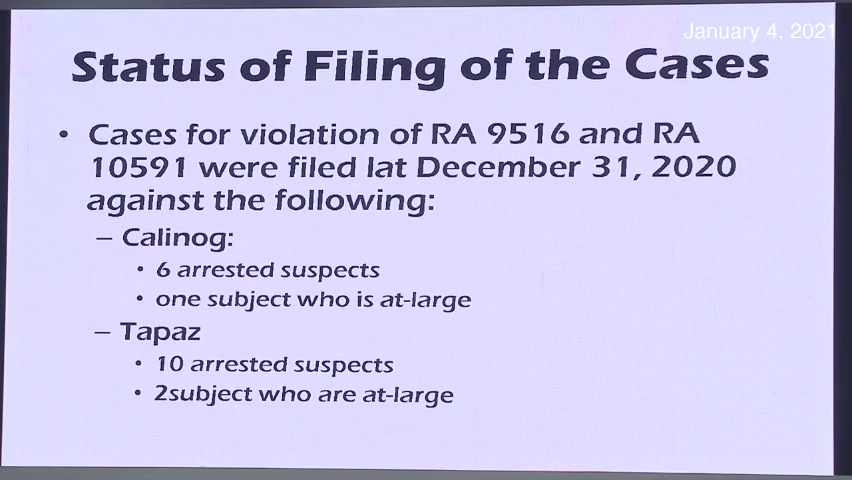 January 4, 2021
Status of Filing of the Cases
• Cases for violation of RA 9516 and RA
10591 were filed lat December 31, 2020
against the following:
– Calinog:
• 6 arrested suspects
• one subject who is at-large
– Tapaz
• 10 arrested suspects
• 2subject who are at-large